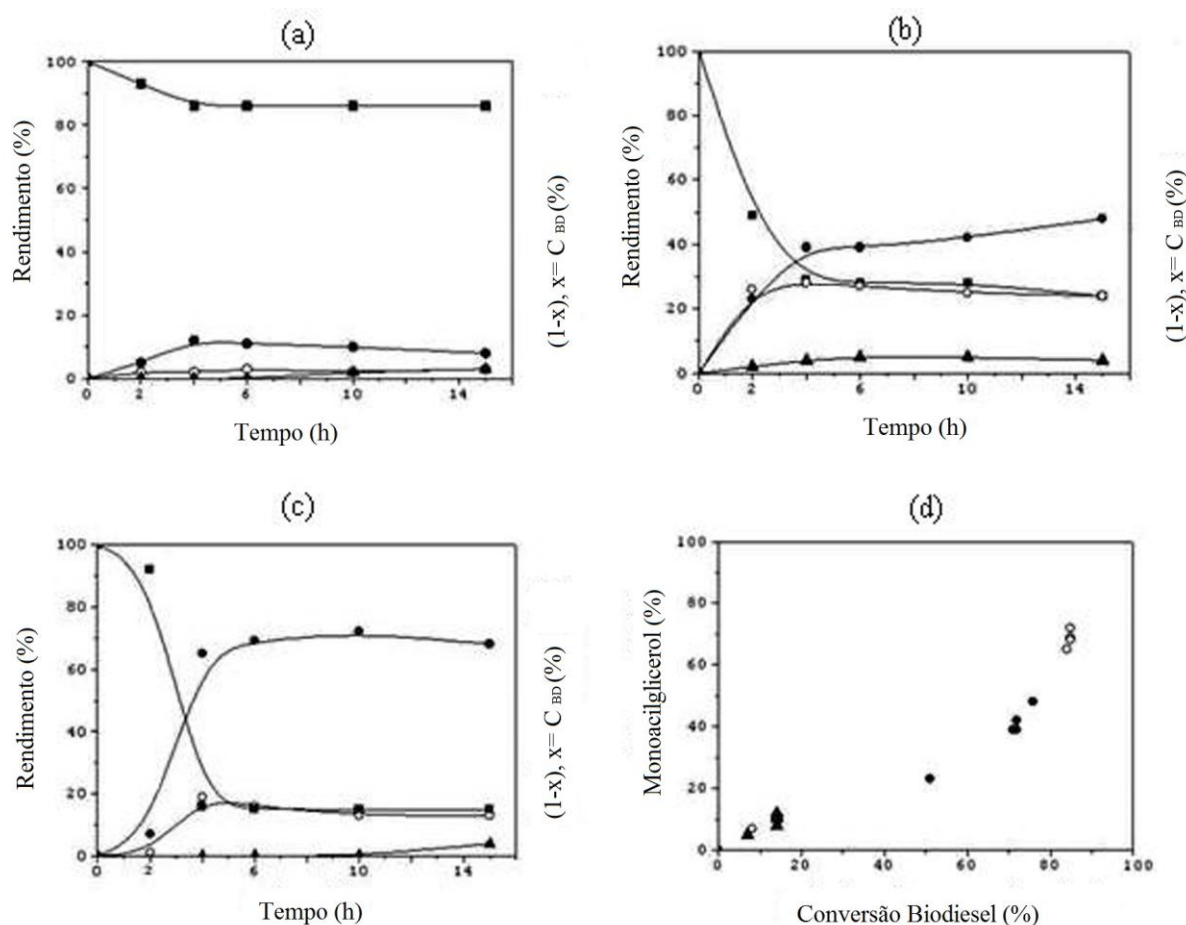 (a)
100
80
60
40
20
0
Rendimento (%)
0 2 4 6 10 14
Tempo (h)
(1-x), x= C BD (%)
(b)
100
80
60
40
20
0
Rendimento (%)
0 2 4 6 10 14
Tempo (h)
(1-x), x= C BD (%)
(c)
100
80
60
40
20
0
Rendimento (%)
0 2 4 6 10 14
Tempo (h)
(1-x), x= C BD (%)
(d)
100
80
60
40
20
0
Monoacilglicerol (%)
0 20 40 60 80 100
Conversão Biodiesel (%)